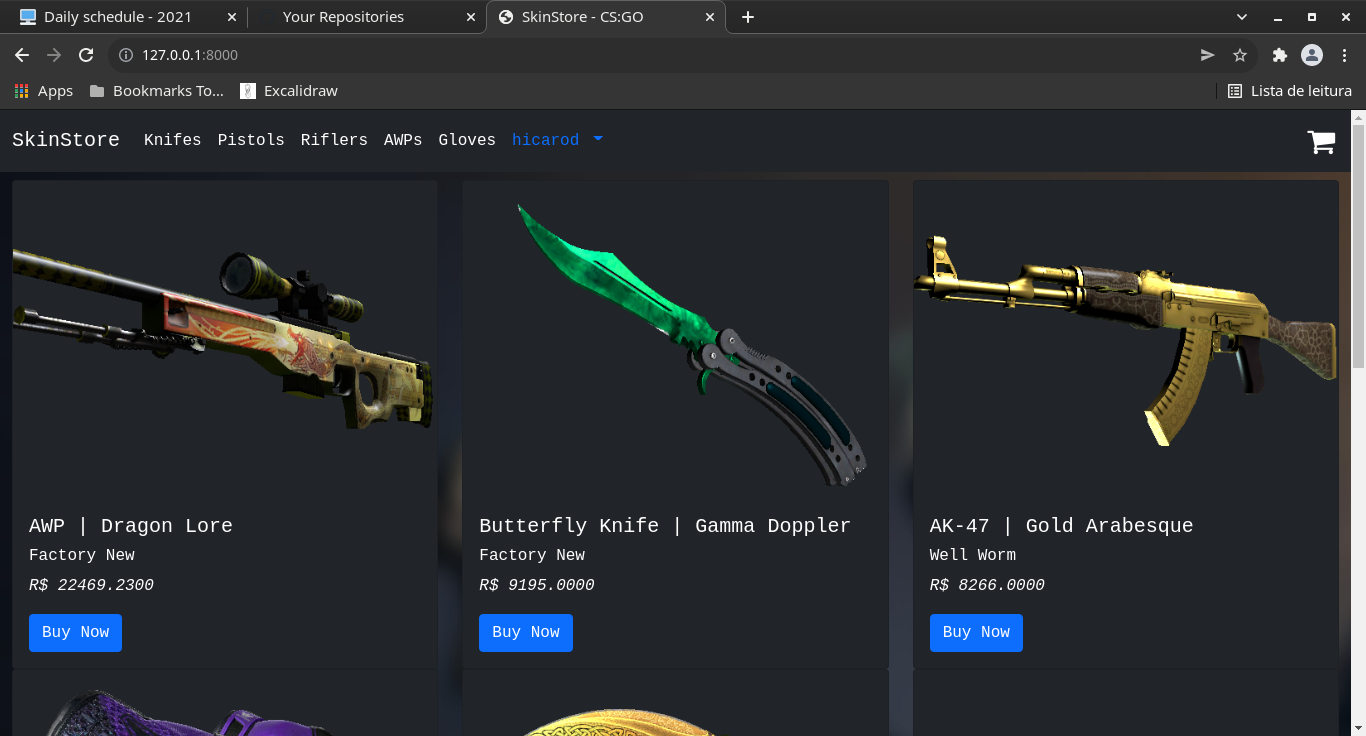 Daily schedule - 2021 Your Repositories SkinStore - CS:GO
127.0.0.1:8000
Apps Bookmarks To... Excalidraw Lista de leitura
SkinStore Knifes Pistols Riflers AWPs Gloves hicarod
AWP | Dragon Lore
Factory New
R$ 22469.2300
Buy Now
Butterfly Knife | Gamma Doppler
Factory New
R$ 9195.0000
Buy Now
AK-47 | Gold Arabesque
Well Worm
R$ 8266.0000
Buy Now